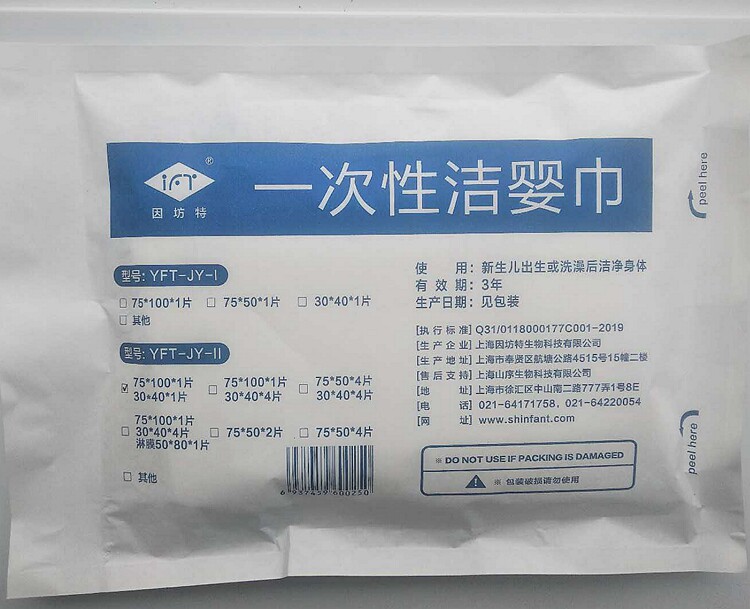 iFT®
因坊特
一次性洁婴巾
peel here
型号: YFT-JY-I
□ 75*100*1片 □ 75*50*1片 □ 30*40*1片
□ 其他
型号: YFT-JY-II
☑ 75*100*1片 30*40*1片 □ 75*100*1片 30*40*4片 □ 75*50*4片 30*40*4片
□ 75*100*1片 30*40*4片 淋膜50*80*1片 □ 75*50*2片 □ 75*50*4片
□ 其他
使 用: 新生儿出生或洗澡后洁净身体
有 效 期: 3年
生产日期: 见包装
[执 行 标 准] Q31/0118000177C001-2019
[生 产 企 业] 上海因坊特生物科技有限公司
[生 产 地 址] 上海市奉贤区航塘公路4515号15幢二楼
[售 后 支 持] 上海山序生物科技有限公司
[地 址] 上海市徐汇区中山南二路777弄1号8E
[电 话] 021-64171758, 021-64220054
[网 址] www.shinfant.com
※ DO NOT USE IF PACKING IS DAMAGED
※ 包装破损请勿使用
peel here
6 937459 600250